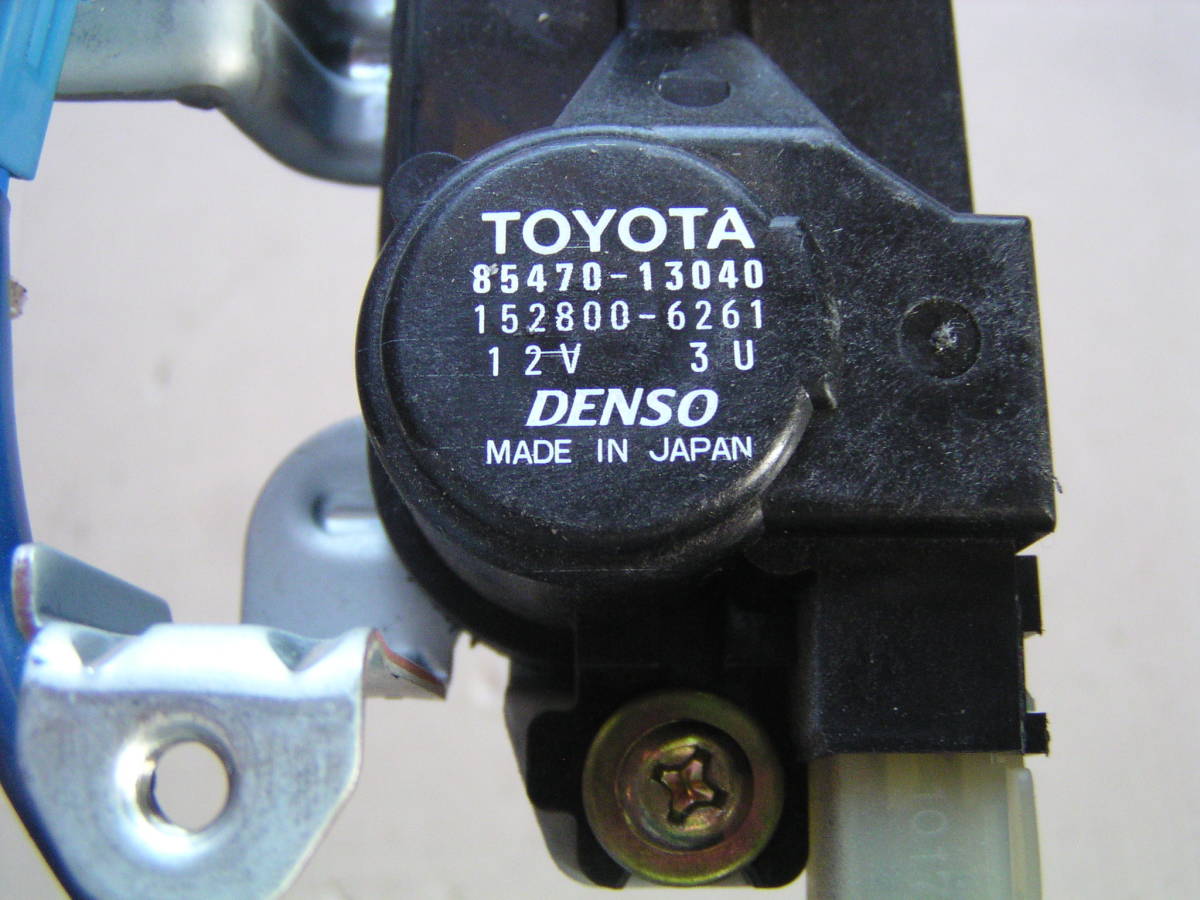 TOYOTA
85470-13040
152800-6261
12V 3U
DENSO
MADE IN JAPAN